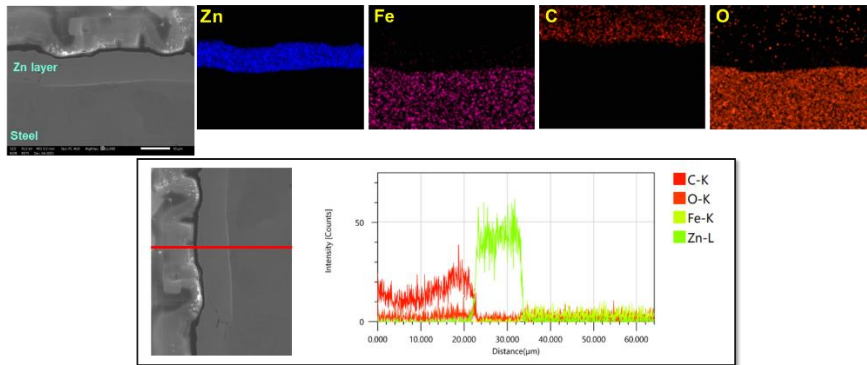 Zn
Fe
C
O
Zn layer
Steel
C-K
O-K
Fe-K
Zn-L
Intensity [Counts]
50
0
0.000
10.000
20.000
30.000
40.000
50.000
60.000
Distance(µm)